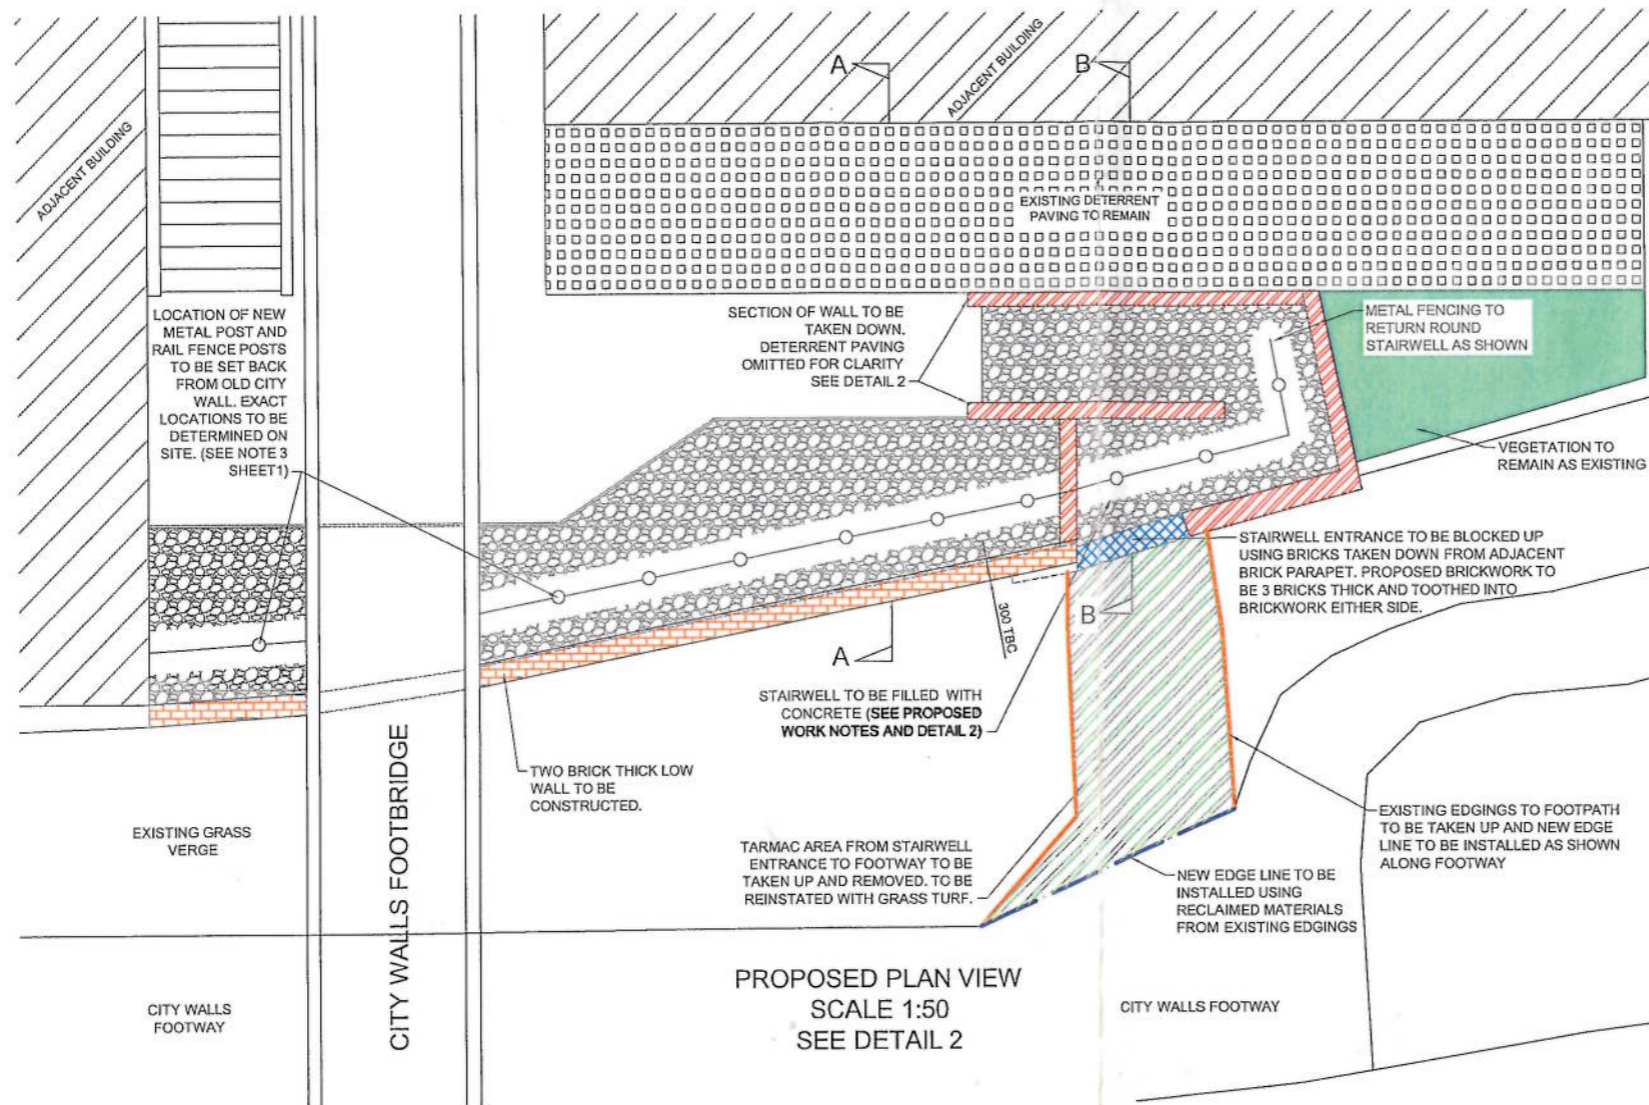 ADJACENT BUILDING
ADJACENT BUILDING
A
B
EXISTING DETERRENT
PAVING TO REMAIN
LOCATION OF NEW
METAL POST AND
RAIL FENCE POSTS
TO BE SET BACK
FROM OLD CITY
WALL. EXACT
LOCATIONS TO BE
DETERMINED ON
SITE. (SEE NOTE 3
SHEET1)
SECTION OF WALL TO BE
TAKEN DOWN.
DETERRENT PAVING
OMITTED FOR CLARITY
SEE DETAIL 2
METAL FENCING TO
RETURN ROUND
STAIRWELL AS SHOWN
VEGETATION TO
REMAIN AS EXISTING
STAIRWELL ENTRANCE TO BE BLOCKED UP
USING BRICKS TAKEN DOWN FROM ADJACENT
BRICK PARAPET. PROPOSED BRICKWORK TO
BE 3 BRICKS THICK AND TOOTHED INTO
BRICKWORK EITHER SIDE.
300 TBC
B
A
STAIRWELL TO BE FILLED WITH
CONCRETE (SEE PROPOSED
WORK NOTES AND DETAIL 2)
TWO BRICK THICK LOW
WALL TO BE
CONSTRUCTED.
CITY WALLS FOOTBRIDGE
EXISTING GRASS
VERGE
TARMAC AREA FROM STAIRWELL
ENTRANCE TO FOOTWAY TO BE
TAKEN UP AND REMOVED. TO BE
REINSTATED WITH GRASS TURF.
EXISTING EDGINGS TO FOOTPATH
TO BE TAKEN UP AND NEW EDGE
LINE TO BE INSTALLED AS SHOWN
ALONG FOOTWAY
NEW EDGE LINE TO BE
INSTALLED USING
RECLAIMED MATERIALS
FROM EXISTING EDGINGS
PROPOSED PLAN VIEW
SCALE 1:50
SEE DETAIL 2
CITY WALLS
FOOTWAY
CITY WALLS FOOTWAY